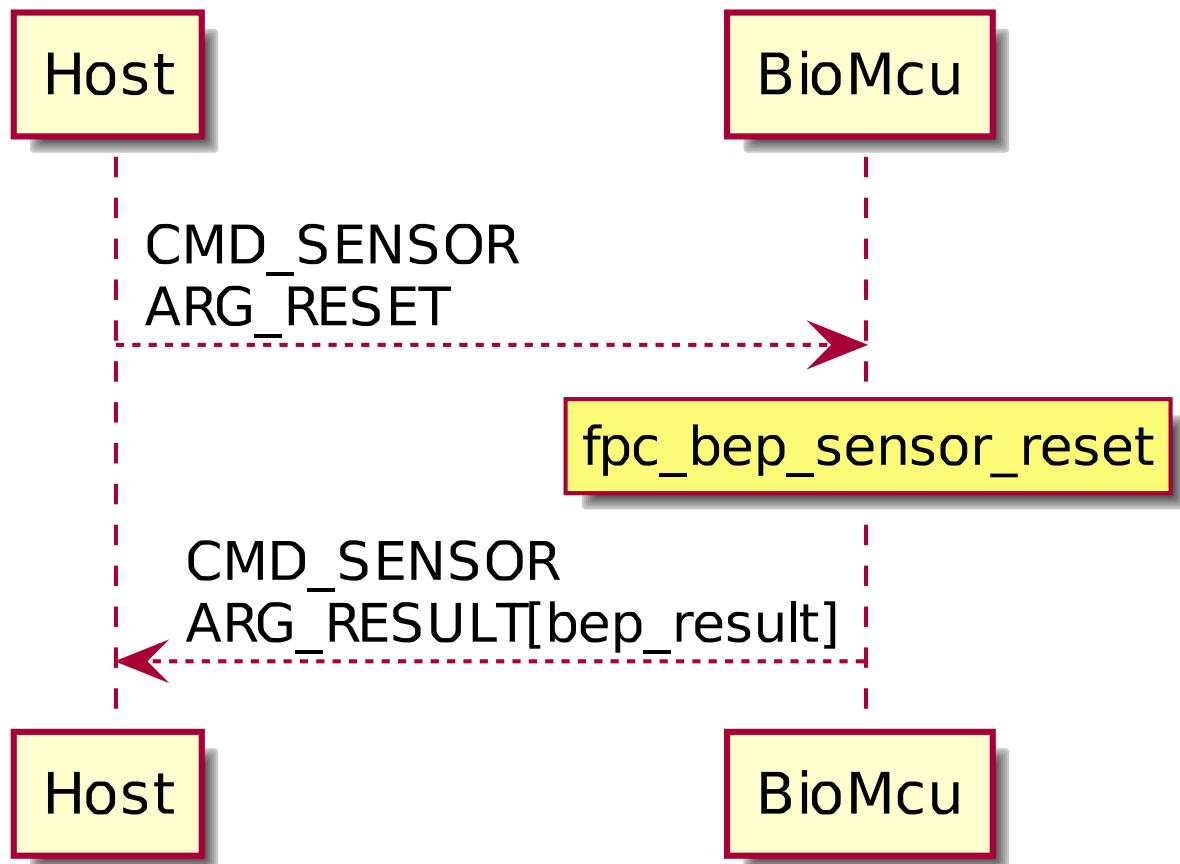 Host
BioMcu
CMD_SENSOR
ARG_RESET
fpc_bep_sensor_reset
CMD_SENSOR
ARG_RESULT[bep_result]
Host
BioMcu